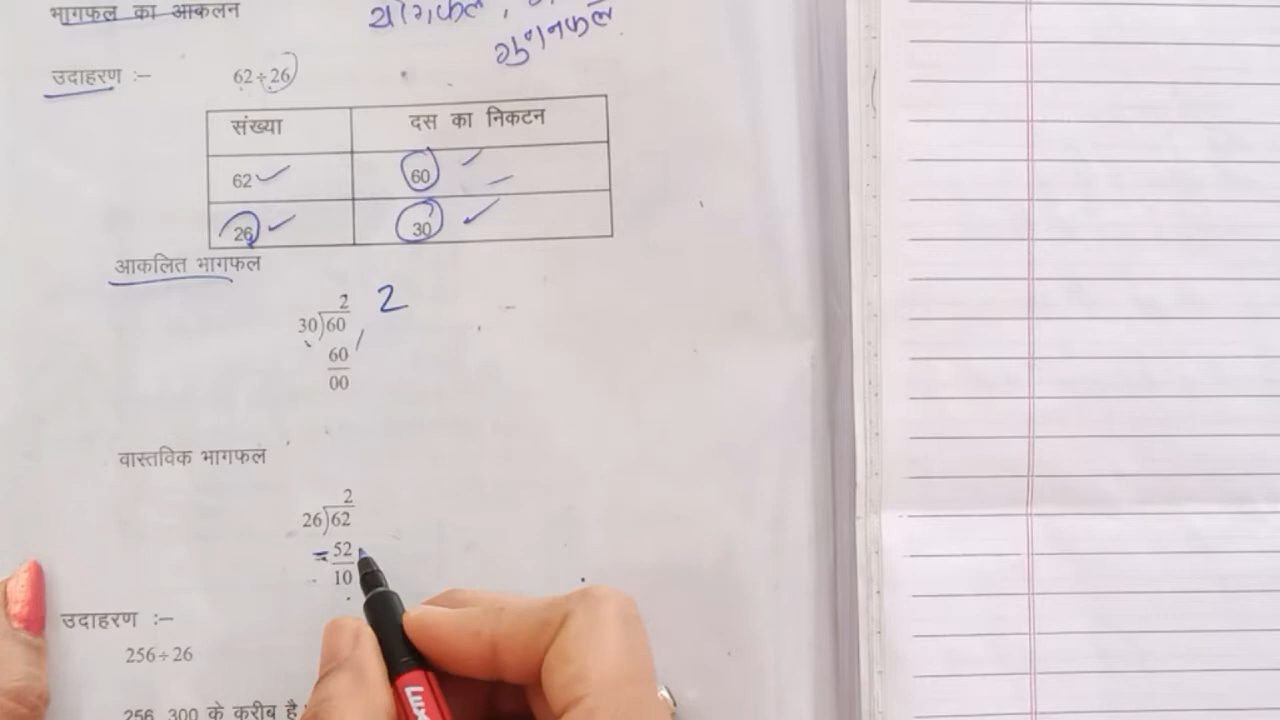 भागफल का आकलन
योगफल,
गुणनफल
उदाहरण :– 62÷26
संख्या दस का निकटन
62 60
26 30
आकलित भागफल
2 2
30)60
60
00
वास्तविक भागफल
2
26)62
52
10
उदाहरण :–
256÷26
256, 300 के करीब है
LUX